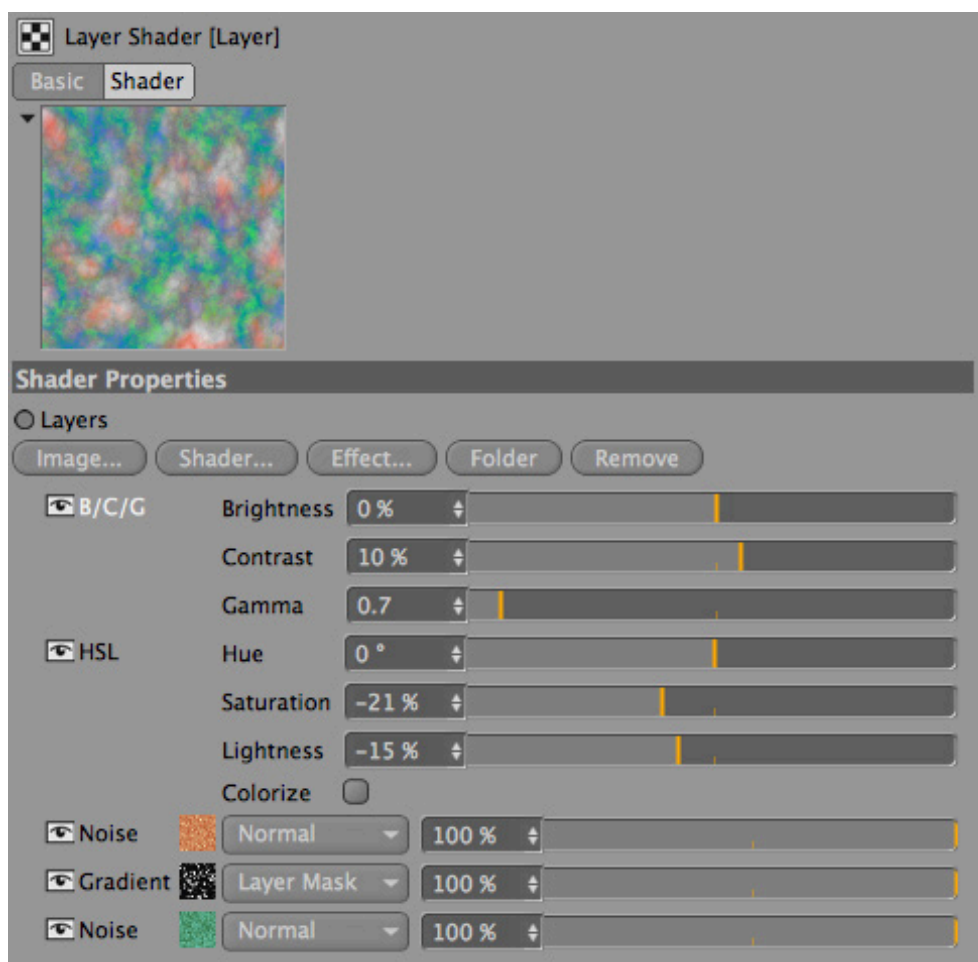 Layer Shader [Layer]
Basic Shader
Shader Properties
Layers
Image... Shader... Effect... Folder Remove
B/C/G Brightness 0 %
Contrast 10 %
Gamma 0.7
HSL Hue 0 °
Saturation -21 %
Lightness -15 %
Colorize
Noise Normal 100 %
Gradient Layer Mask 100 %
Noise Normal 100 %